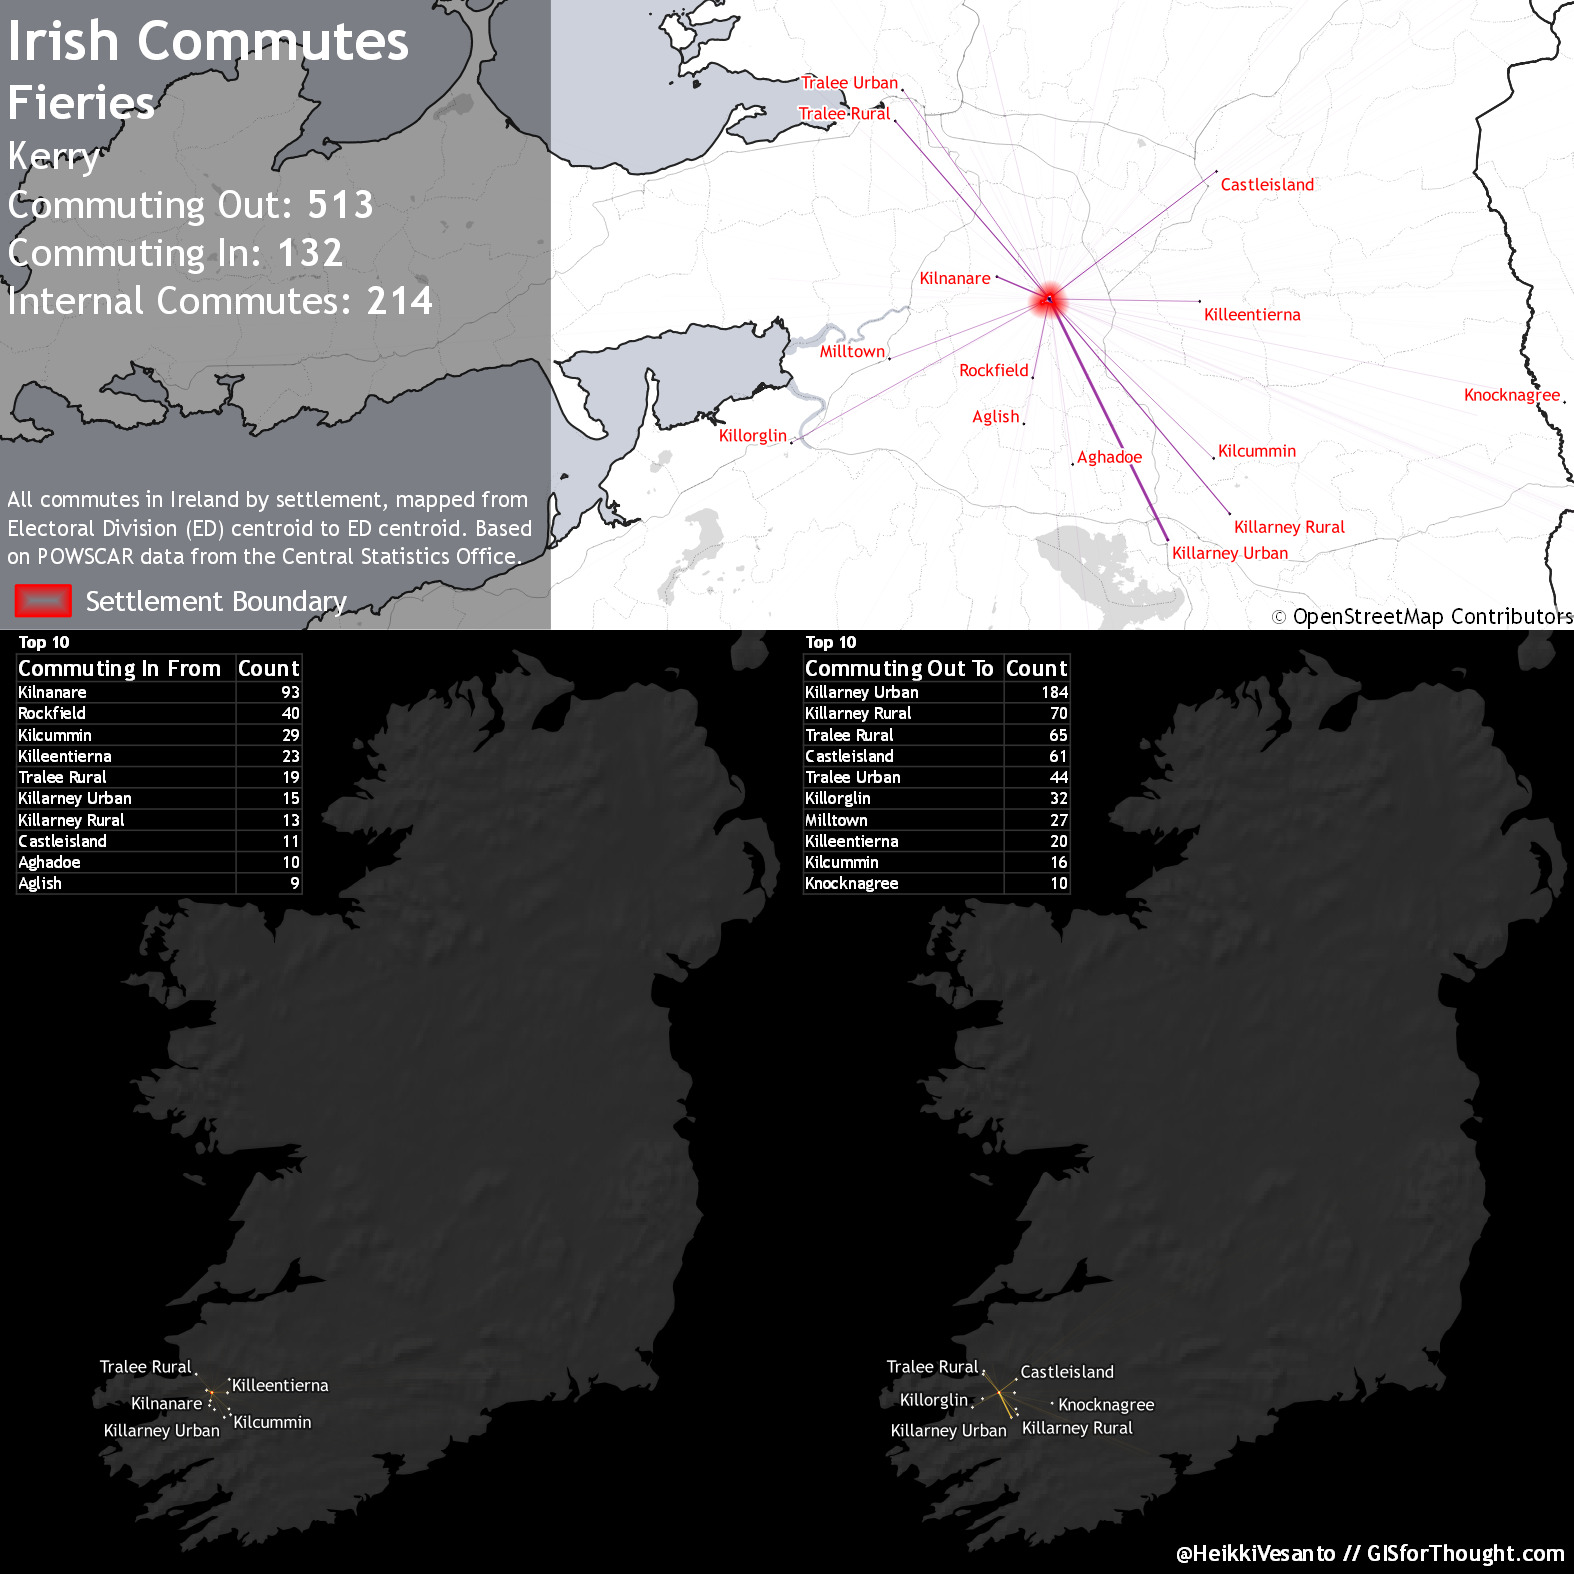 Irish Commutes
Fieries
Kerry
Commuting Out: 513
Commuting In: 132
Internal Commutes: 214
All commutes in Ireland by settlement, mapped from
Electoral Division (ED) centroid to ED centroid. Based
on POWSCAR data from the Central Statistics Office.
Settlement Boundary
Tralee Urban
Tralee Rural
Castleisland
Kilnanare
Killeentierna
Milltown
Rockfield
Knocknagree
Aglish
Killorglin
Kilcummin
Aghadoe
Killarney Rural
Killarney Urban
© OpenStreetMap Contributors
Top 10
Commuting In From Count
Kilnanare 93
Rockfield 40
Kilcummin 29
Killeentierna 23
Tralee Rural 19
Killarney Urban 15
Killarney Rural 13
Castleisland 11
Aghadoe 10
Aglish 9
Top 10
Commuting Out To Count
Killarney Urban 184
Killarney Rural 70
Tralee Rural 65
Castleisland 61
Tralee Urban 44
Killorglin 32
Milltown 27
Killeentierna 20
Kilcummin 16
Knocknagree 10
Tralee Rural
Killeentierna
Kilnanare
Kilcummin
Killarney Urban
Tralee Rural
Castleisland
Killorglin
Knocknagree
Killarney Rural
Killarney Urban
@HeikkiVesanto // GISforThought.com